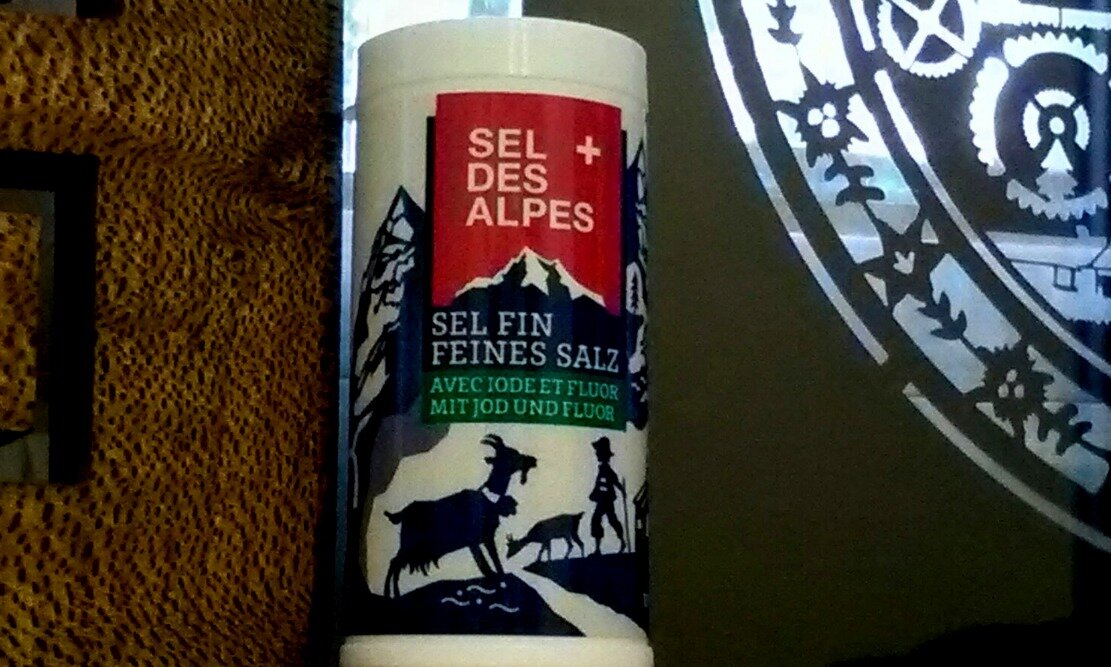 SEL +
DES
ALPES
SEL FIN
FEINES SALZ
AVEC IODE ET FLUOR
MIT JOD UND FLUOR